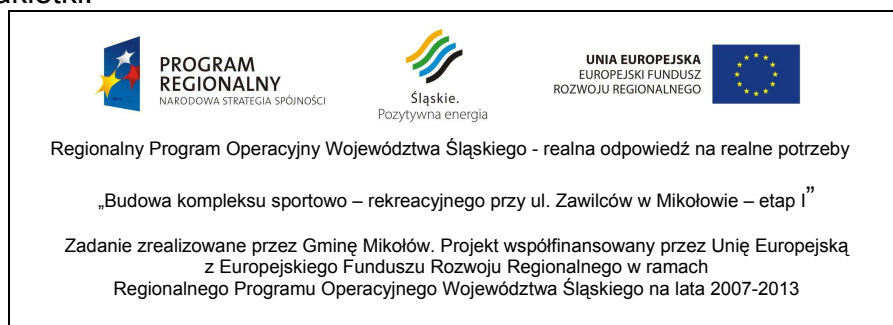 PROGRAM
REGIONALNY
NARODOWA STRATEGIA SPÓJNOŚCI
Śląskie.
Pozytywna energia
UNIA EUROPEJSKA
EUROPEJSKI FUNDUSZ
ROZWOJU REGIONALNEGO
Regionalny Program Operacyjny Województwa Śląskiego - realna odpowiedź na realne potrzeby
„Budowa kompleksu sportowo – rekreacyjnego przy ul. Zawilców w Mikołowie – etap I”
Zadanie zrealizowane przez Gminę Mikołów. Projekt współfinansowany przez Unię Europejską
z Europejskiego Funduszu Rozwoju Regionalnego w ramach
Regionalnego Programu Operacyjnego Województwa Śląskiego na lata 2007-2013